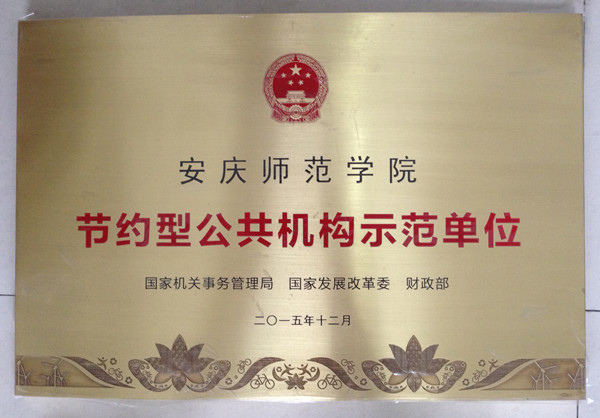 安庆师范学院
节约型公共机构示范单位
国家机关事务管理局 国家发展改革委 财政部
二〇一五年十二月